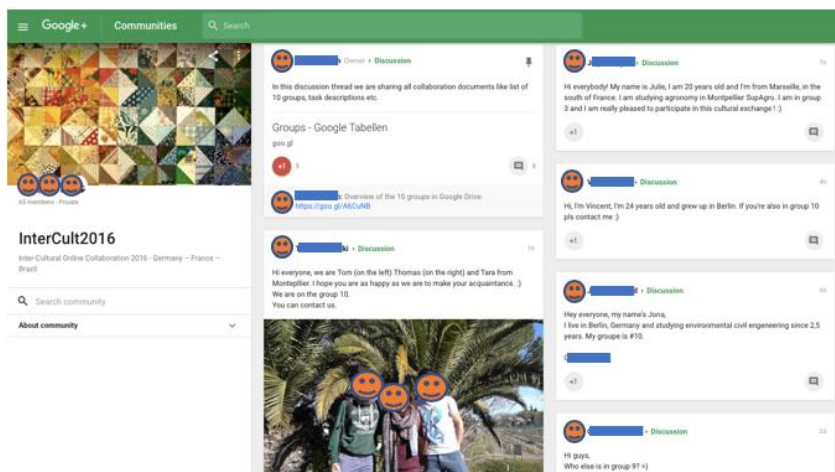 Google+
Communities
Search
65 members - Private
InterCult2016
Inter-Cultural Online Collaboration 2016 - Germany – France –
Brazil
Search community
About community
Owner ▸ Discussion
In this discussion thread we are sharing all collaboration documents like list of
10 groups, task descriptions etc.
Groups - Google Tabellen
goo.gl
+1
Overview of the 10 groups in Google Drive.
https://goo.gl/A6CuNB
Discussion
1h
Hi everyone, we are Tom (on the left) Thomas (on the right) and Tara from
Montepllier. I hope you are as happy as we are to make your acquaintance. :)
We are on the group 10.
You can contact us.
J
Discussion
Hi everybody! My name is Julie, I am 20 years old and I'm from Marseille, in the
south of France. I am studying agronomy in Montpellier SupAgro. I am in group
3 and I am really pleased to participate in this cultural exchange ! :)
+1
Discussion
Hi, I'm Vincent, I'm 24 years old and grew up in Berlin. If you're also in group 10
pls contact me :)
+1
d ▸ Discussion
Hey everyone, my name's Jona,
I live in Berlin, Germany and studying environmental civil engeneering since 2,5
years. My groupe is #10.
+1
Discussion
2d
Hi guys,
Who else is in group 9? =)